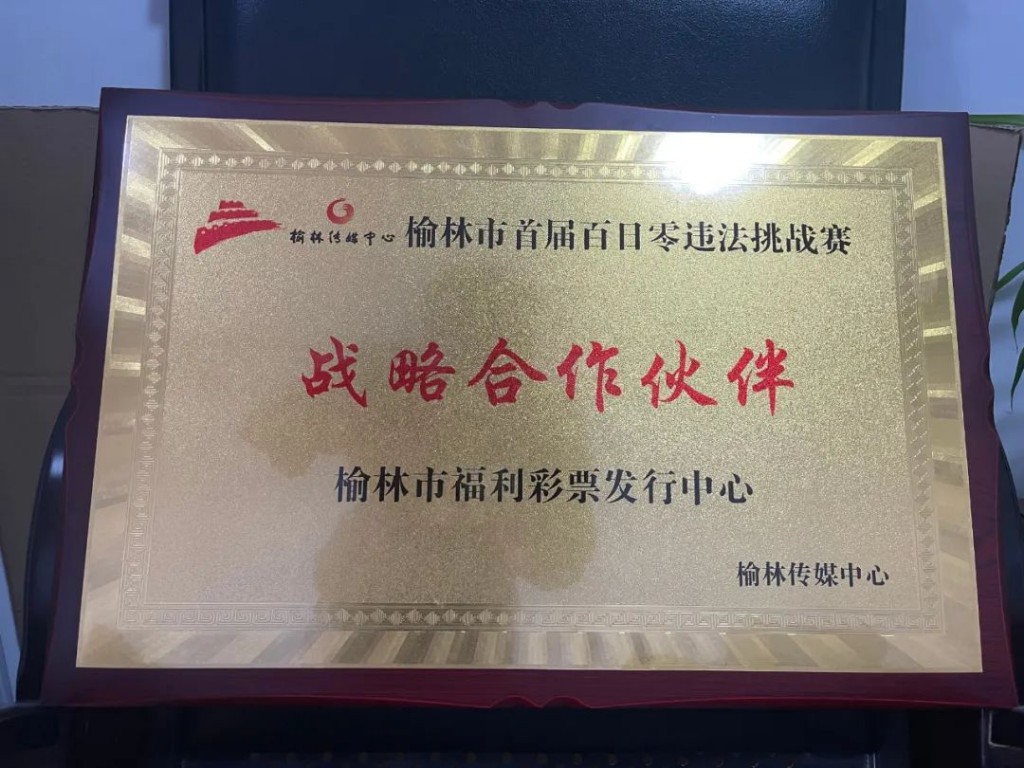 榆林传媒中心 榆林市首届百日零违法挑战赛
战略合作伙伴
榆林市福利彩票发行中心
榆林传媒中心